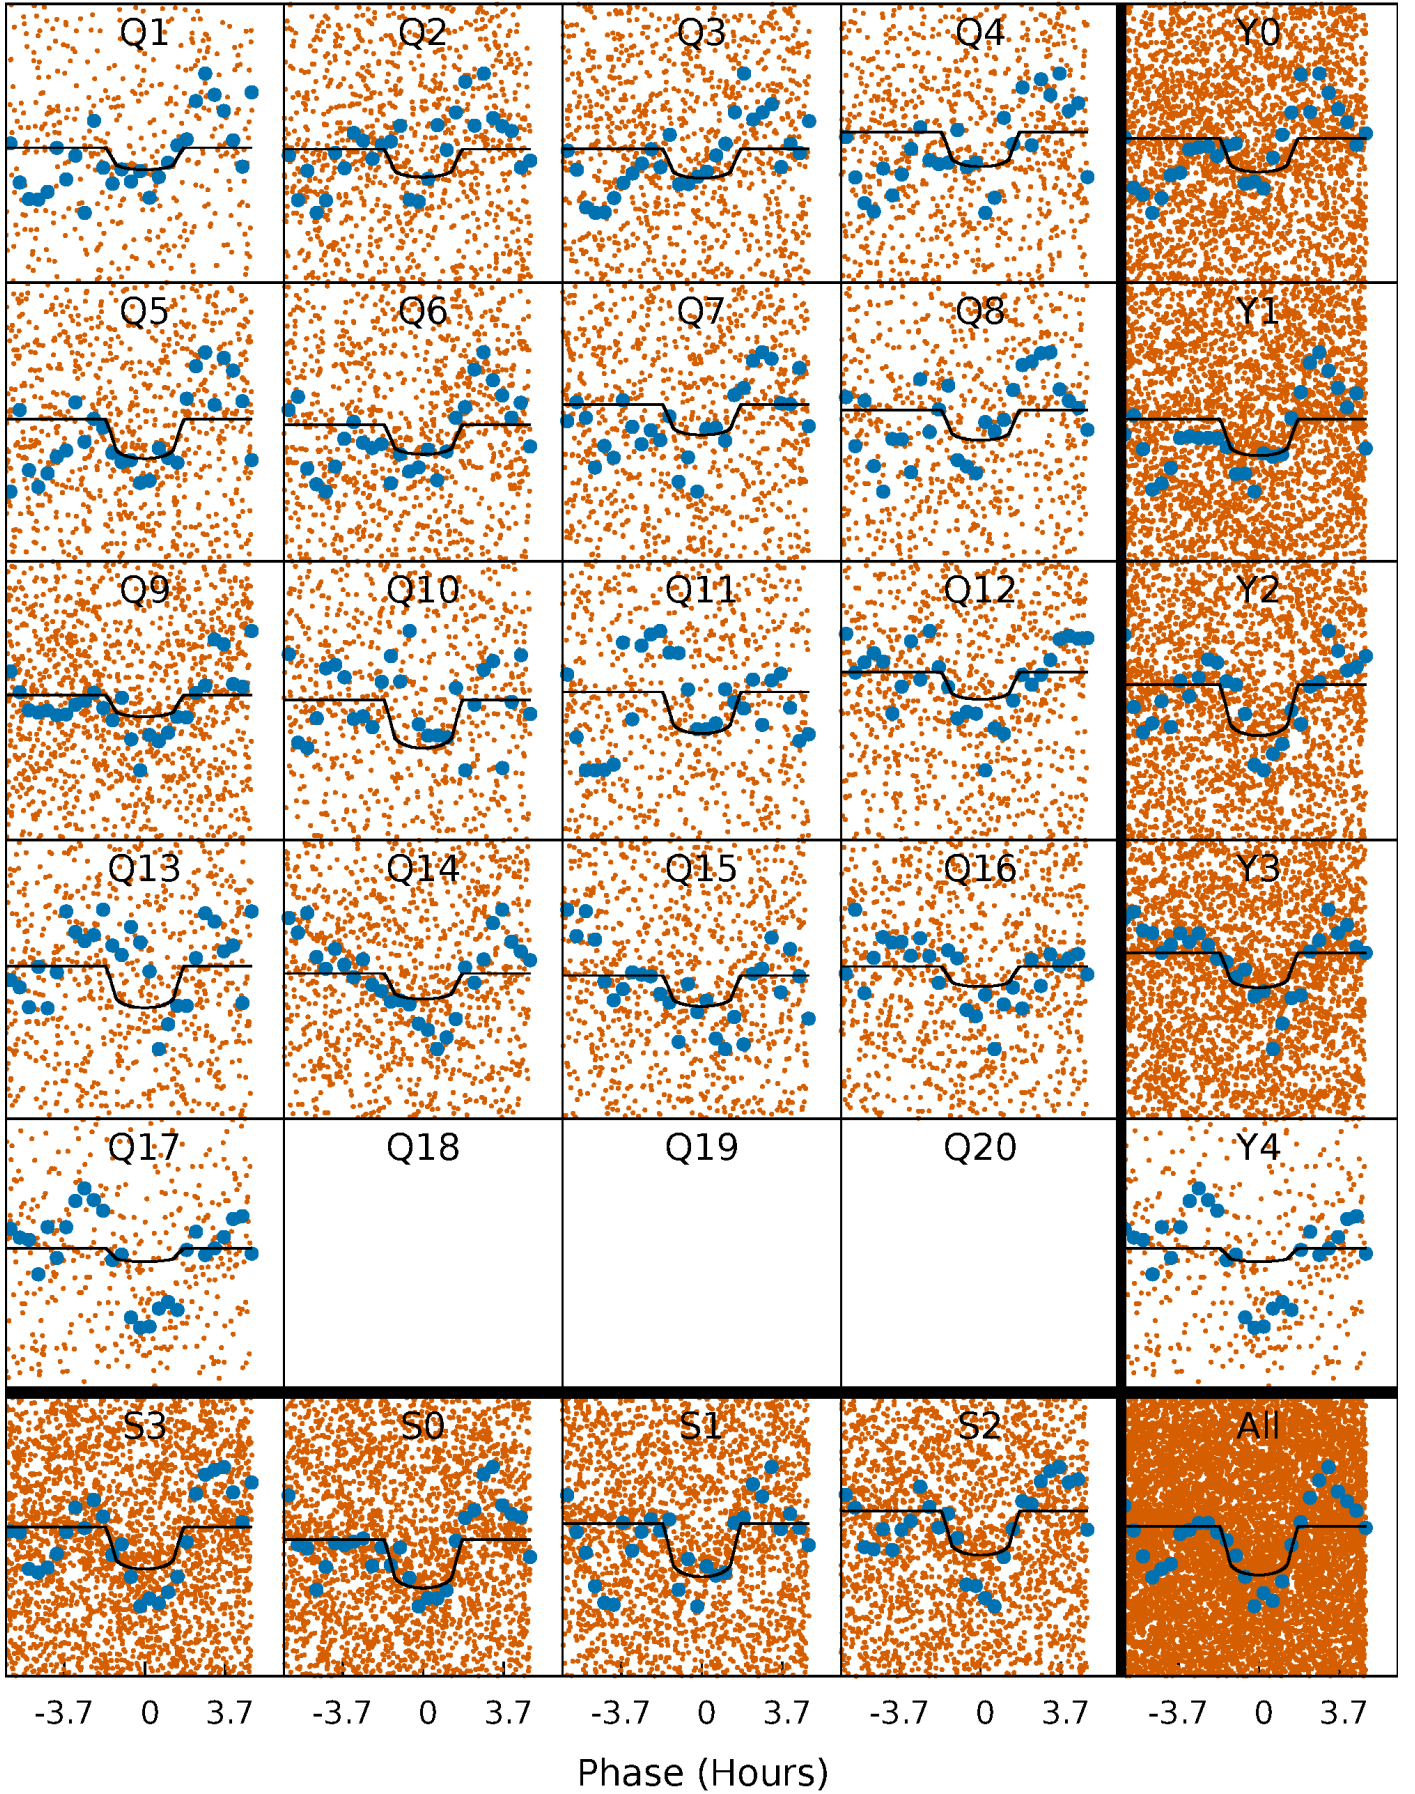 Q1 Q2 Q3 Q4 Y0
Q5 Q6 Q7 Q8 Y1
Q9 Q10 Q11 Q12 Y2
Q13 Q14 Q15 Q16 Y3
Q17 Q18 Q19 Q20 Y4
S3 S0 S1 S2 All
-3.7 0 3.7 -3.7 0 3.7 -3.7 0 3.7 -3.7 0 3.7 -3.7 0 3.7
Phase (Hours)